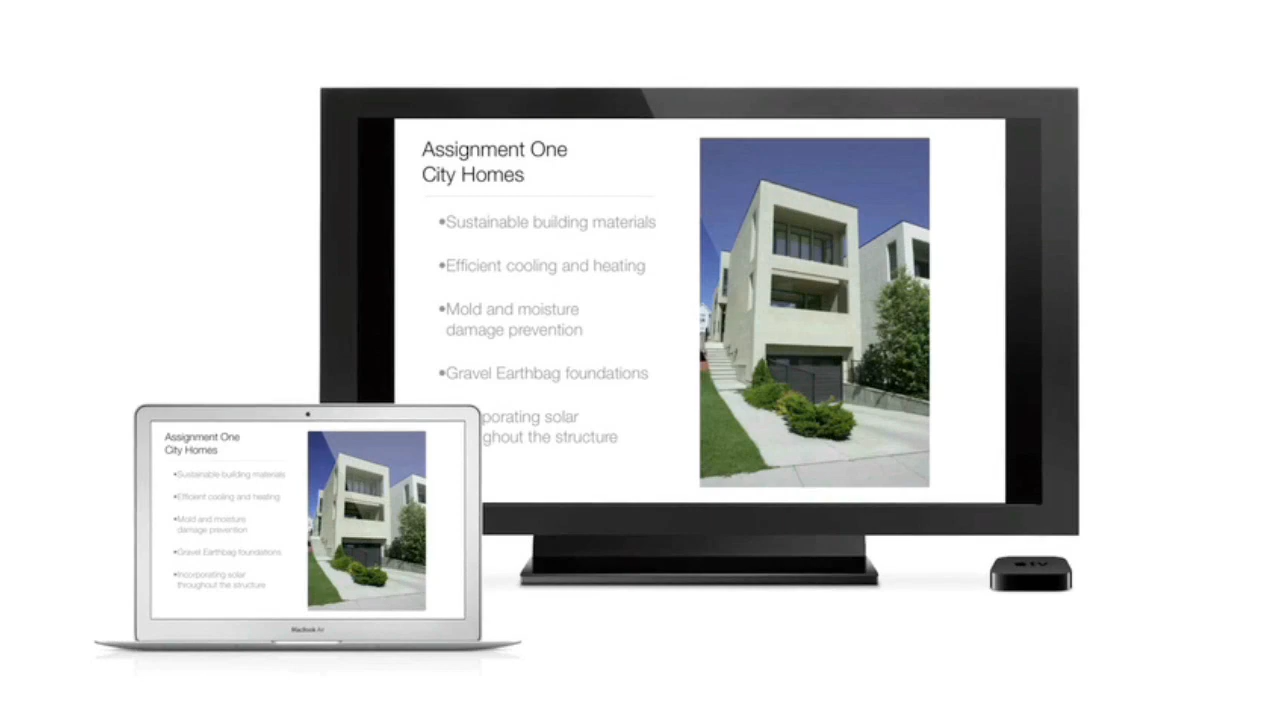 Assignment One
City Homes
•Sustainable building materials
•Efficient cooling and heating
•Mold and moisture
damage prevention
•Gravel Earthbag foundations
porating solar
ghout the structure
Assignment One
City Homes
•Sustainable building materials
•Efficient cooling and heating
•Mold and moisture
damage prevention
•Gravel Earthbag foundations
•Incorporating solar
throughout the structure
MacBook Air
tv